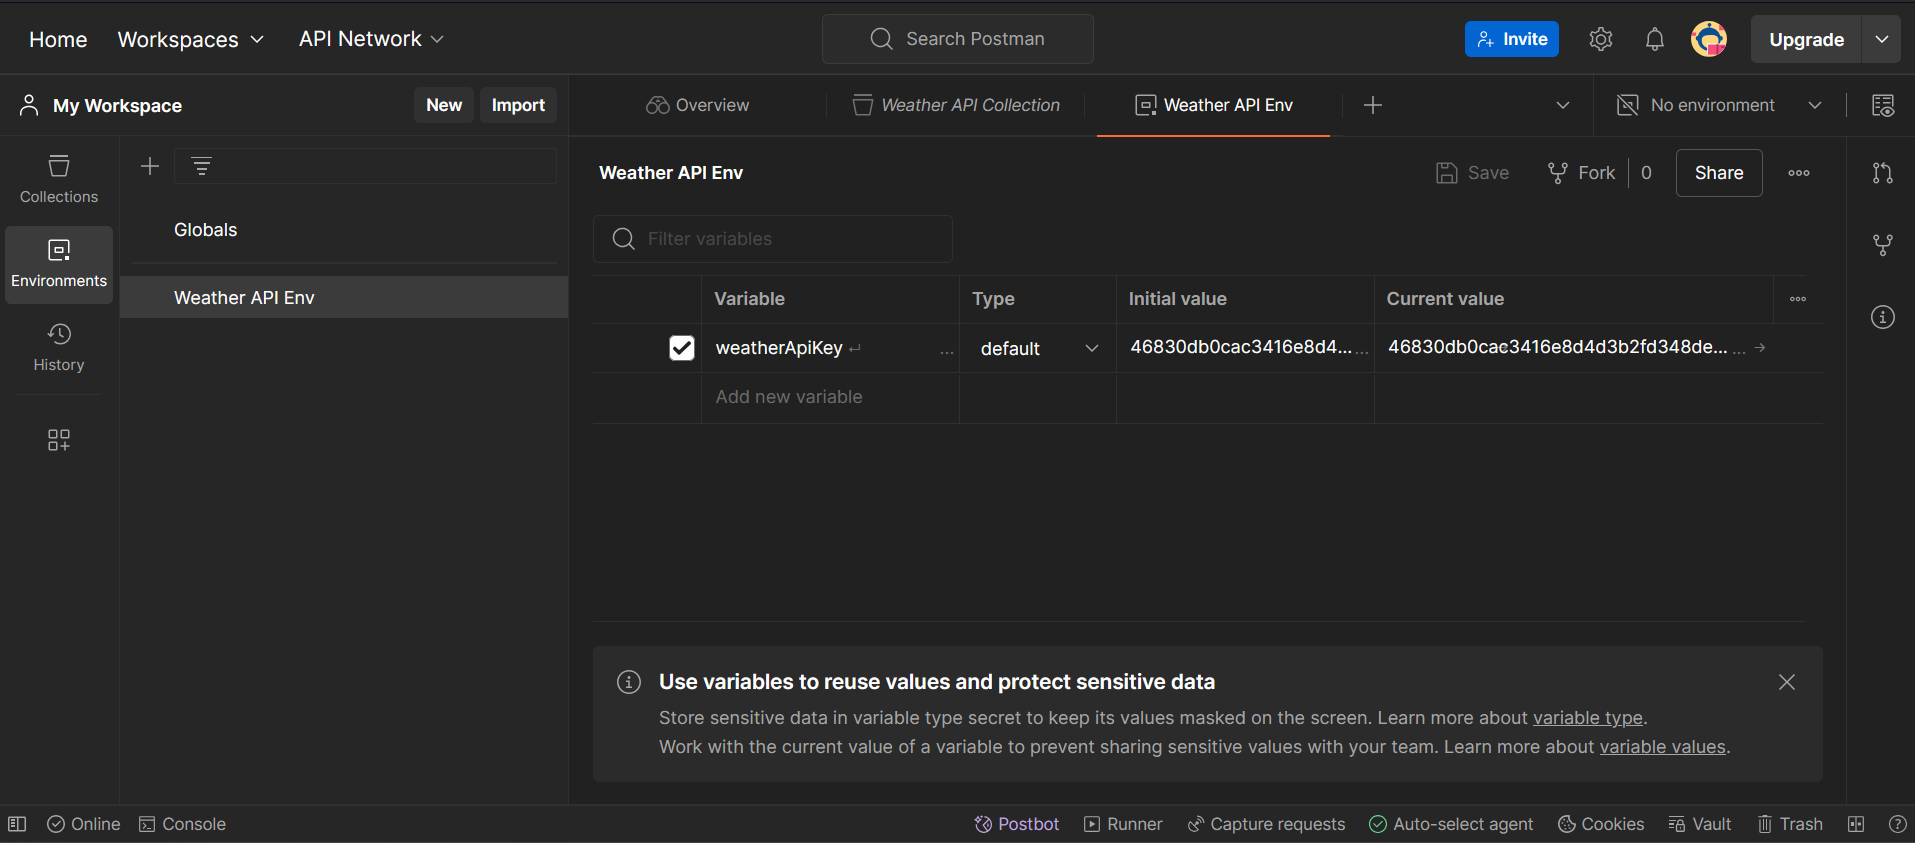 Home Workspaces API Network Search Postman Invite Upgrade
My Workspace New Import Overview Weather API Collection Weather API Env No environment
Collections
Environments
History
Globals
Weather API Env
Weather API Env Save Fork 0 Share
Filter variables
Variable Type Initial value Current value
weatherApiKey ... default 46830db0cac3416e8d4... ... 46830db0cac3416e8d4d3b2fd348de... ...
Add new variable
Use variables to reuse values and protect sensitive data
Store sensitive data in variable type secret to keep its values masked on the screen. Learn more about variable type.
Work with the current value of a variable to prevent sharing sensitive values with your team. Learn more about variable values.
Online Console Postbot Runner Capture requests Auto-select agent Cookies Vault Trash